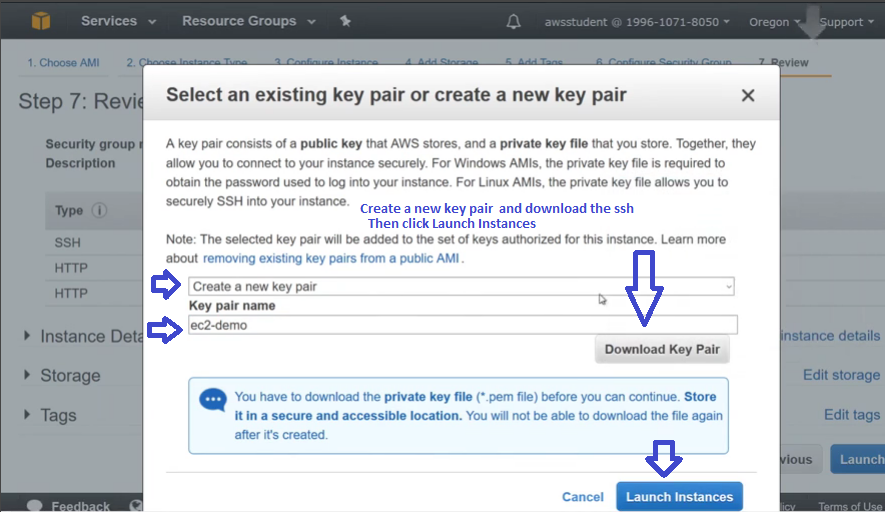 Services Resource Groups awsstudent @ 1996-1071-8050 Oregon Support
1. Choose AMI 2. Choose Instance Type 3. Configure Instance 4. Add Storage 5. Add Tags 6. Configure Security Group 7. Review
Step 7: Revie
Select an existing key pair or create a new key pair
Security group n
Description
A key pair consists of a public key that AWS stores, and a private key file that you store. Together, they
allow you to connect to your instance securely. For Windows AMIs, the private key file is required to
obtain the password used to log into your instance. For Linux AMIs, the private key file allows you to
securely SSH into your instance.
Create a new key pair and download the ssh
Then click Launch Instances
Type
SSH
HTTP
HTTP
Note: The selected key pair will be added to the set of keys authorized for this instance. Learn more
about removing existing key pairs from a public AMI.
Create a new key pair
Key pair name
ec2-demo
Download Key Pair
Instance Deta
instance details
Storage
Edit storage
Tags
Edit tags
You have to download the private key file (*.pem file) before you can continue. Store
it in a secure and accessible location. You will not be able to download the file again
after it's created.
vious Launch
Cancel Launch Instances
Feedback licy Terms of Use